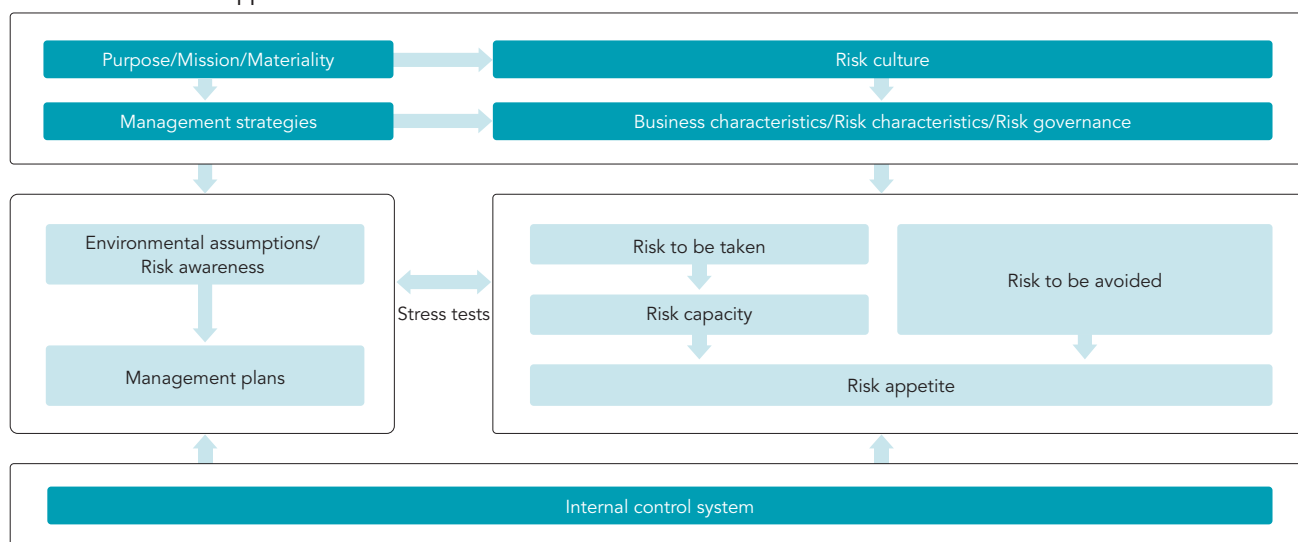 Purpose/Mission/Materiality
Risk culture
Management strategies
Business characteristics/Risk characteristics/Risk governance
Environmental assumptions/
Risk awareness
Management plans
Stress tests
Risk to be taken
Risk capacity
Risk to be avoided
Risk appetite
Internal control system